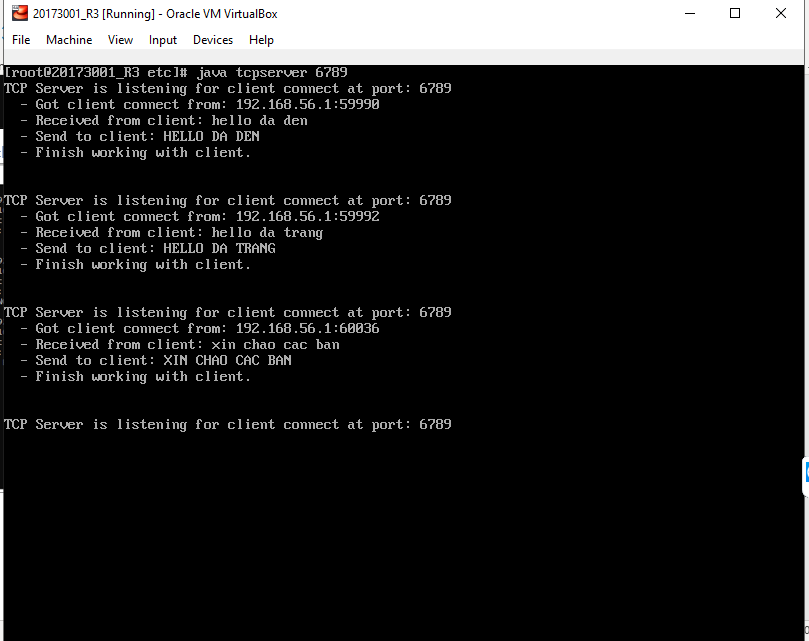 20173001_R3 [Running] - Oracle VM VirtualBox
File Machine View Input Devices Help
[root@20173001_R3 etc]# java tcpserver 6789
TCP Server is listening for client connect at port: 6789
- Got client connect from: 192.168.56.1:59990
- Received from client: hello da den
- Send to client: HELLO DA DEN
- Finish working with client.
TCP Server is listening for client connect at port: 6789
- Got client connect from: 192.168.56.1:59992
- Received from client: hello da trang
- Send to client: HELLO DA TRANG
- Finish working with client.
TCP Server is listening for client connect at port: 6789
- Got client connect from: 192.168.56.1:60036
- Received from client: xin chao cac ban
- Send to client: XIN CHAO CAC BAN
- Finish working with client.
TCP Server is listening for client connect at port: 6789